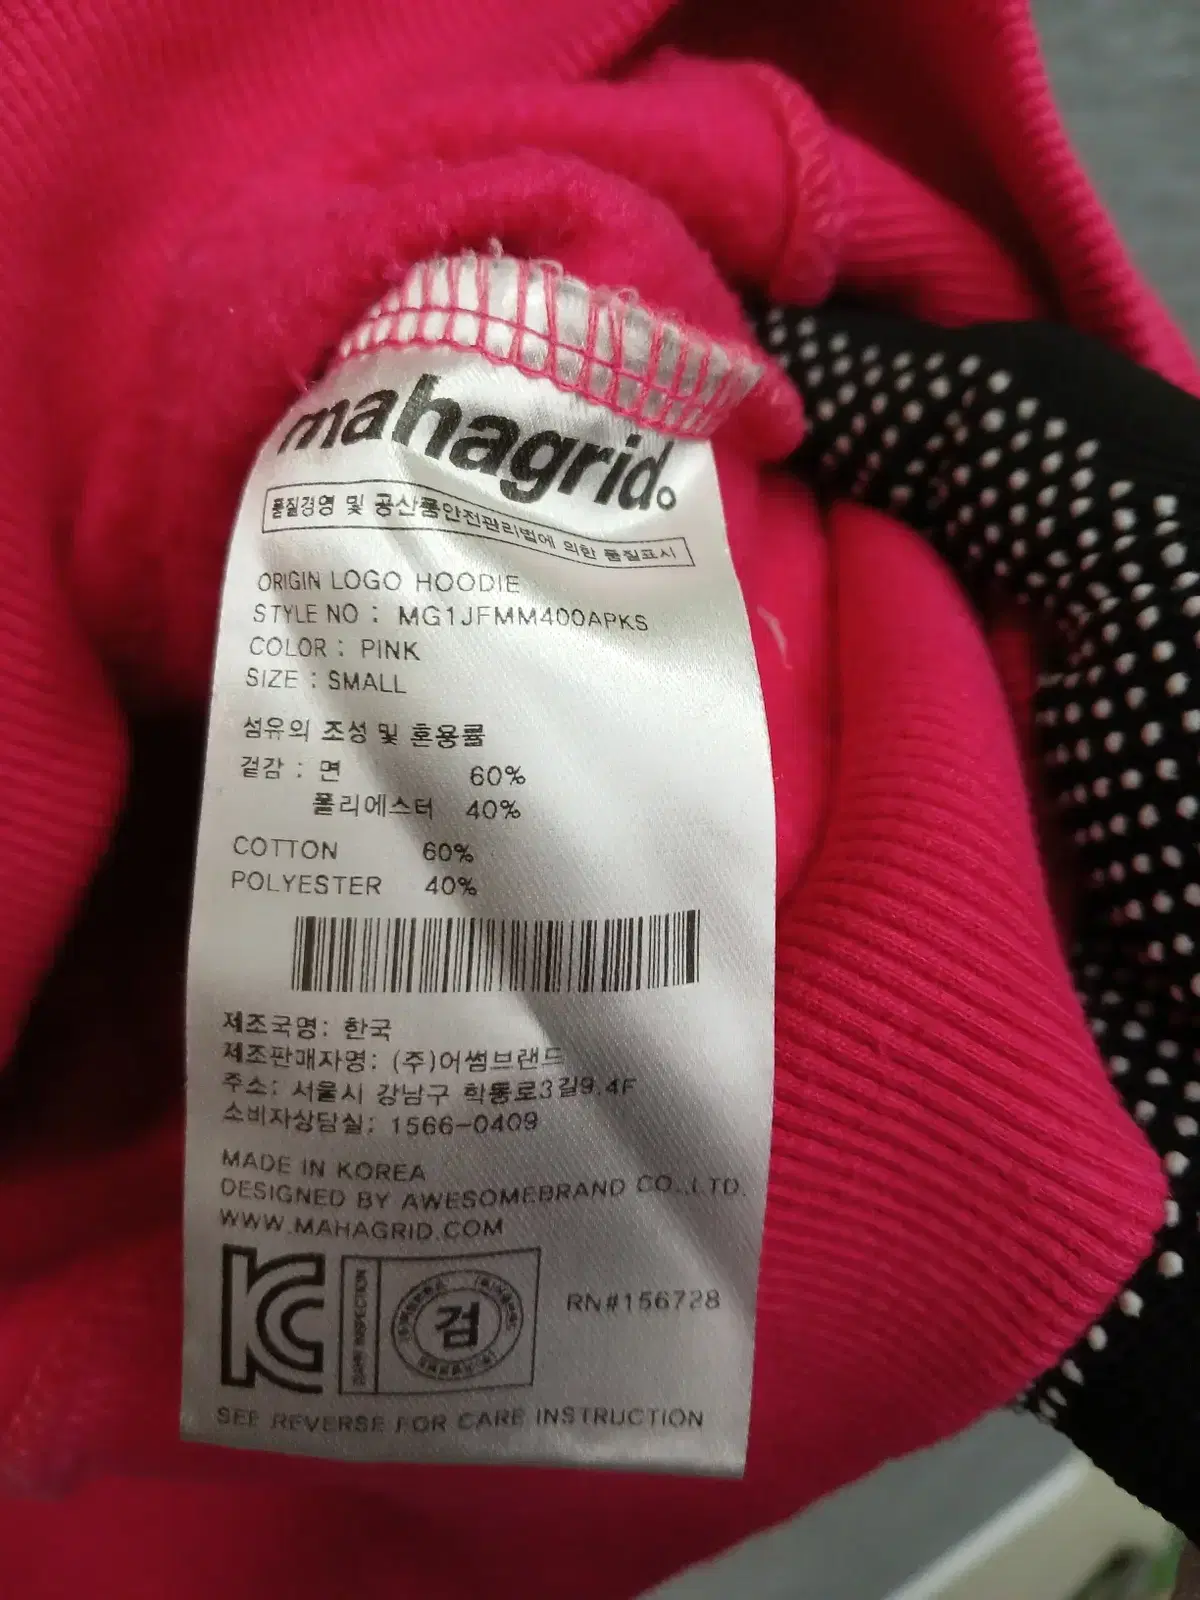 mahagrid
품질경영 및 공산품안전관리법에 의한 품질표시
ORIGIN LOGO HOODIE
STYLE NO : MG1JFMM400APKS
COLOR : PINK
SIZE : SMALL
섬유의 조성 및 혼용률
겉감 : 면 60%
폴리에스터 40%
COTTON 60%
POLYESTER 40%
제조국명: 한국
제조판매자명: (주)어썸브랜드
주소: 서울시 강남구 학동로3길9.4F
소비자상담실: 1566-0409
MADE IN KOREA
DESIGNED BY AWESOMEBRAND CO.,LTD.
WWW.MAHAGRID.COM
KC
검
RN#156728
SEE REVERSE FOR CARE INSTRUCTION